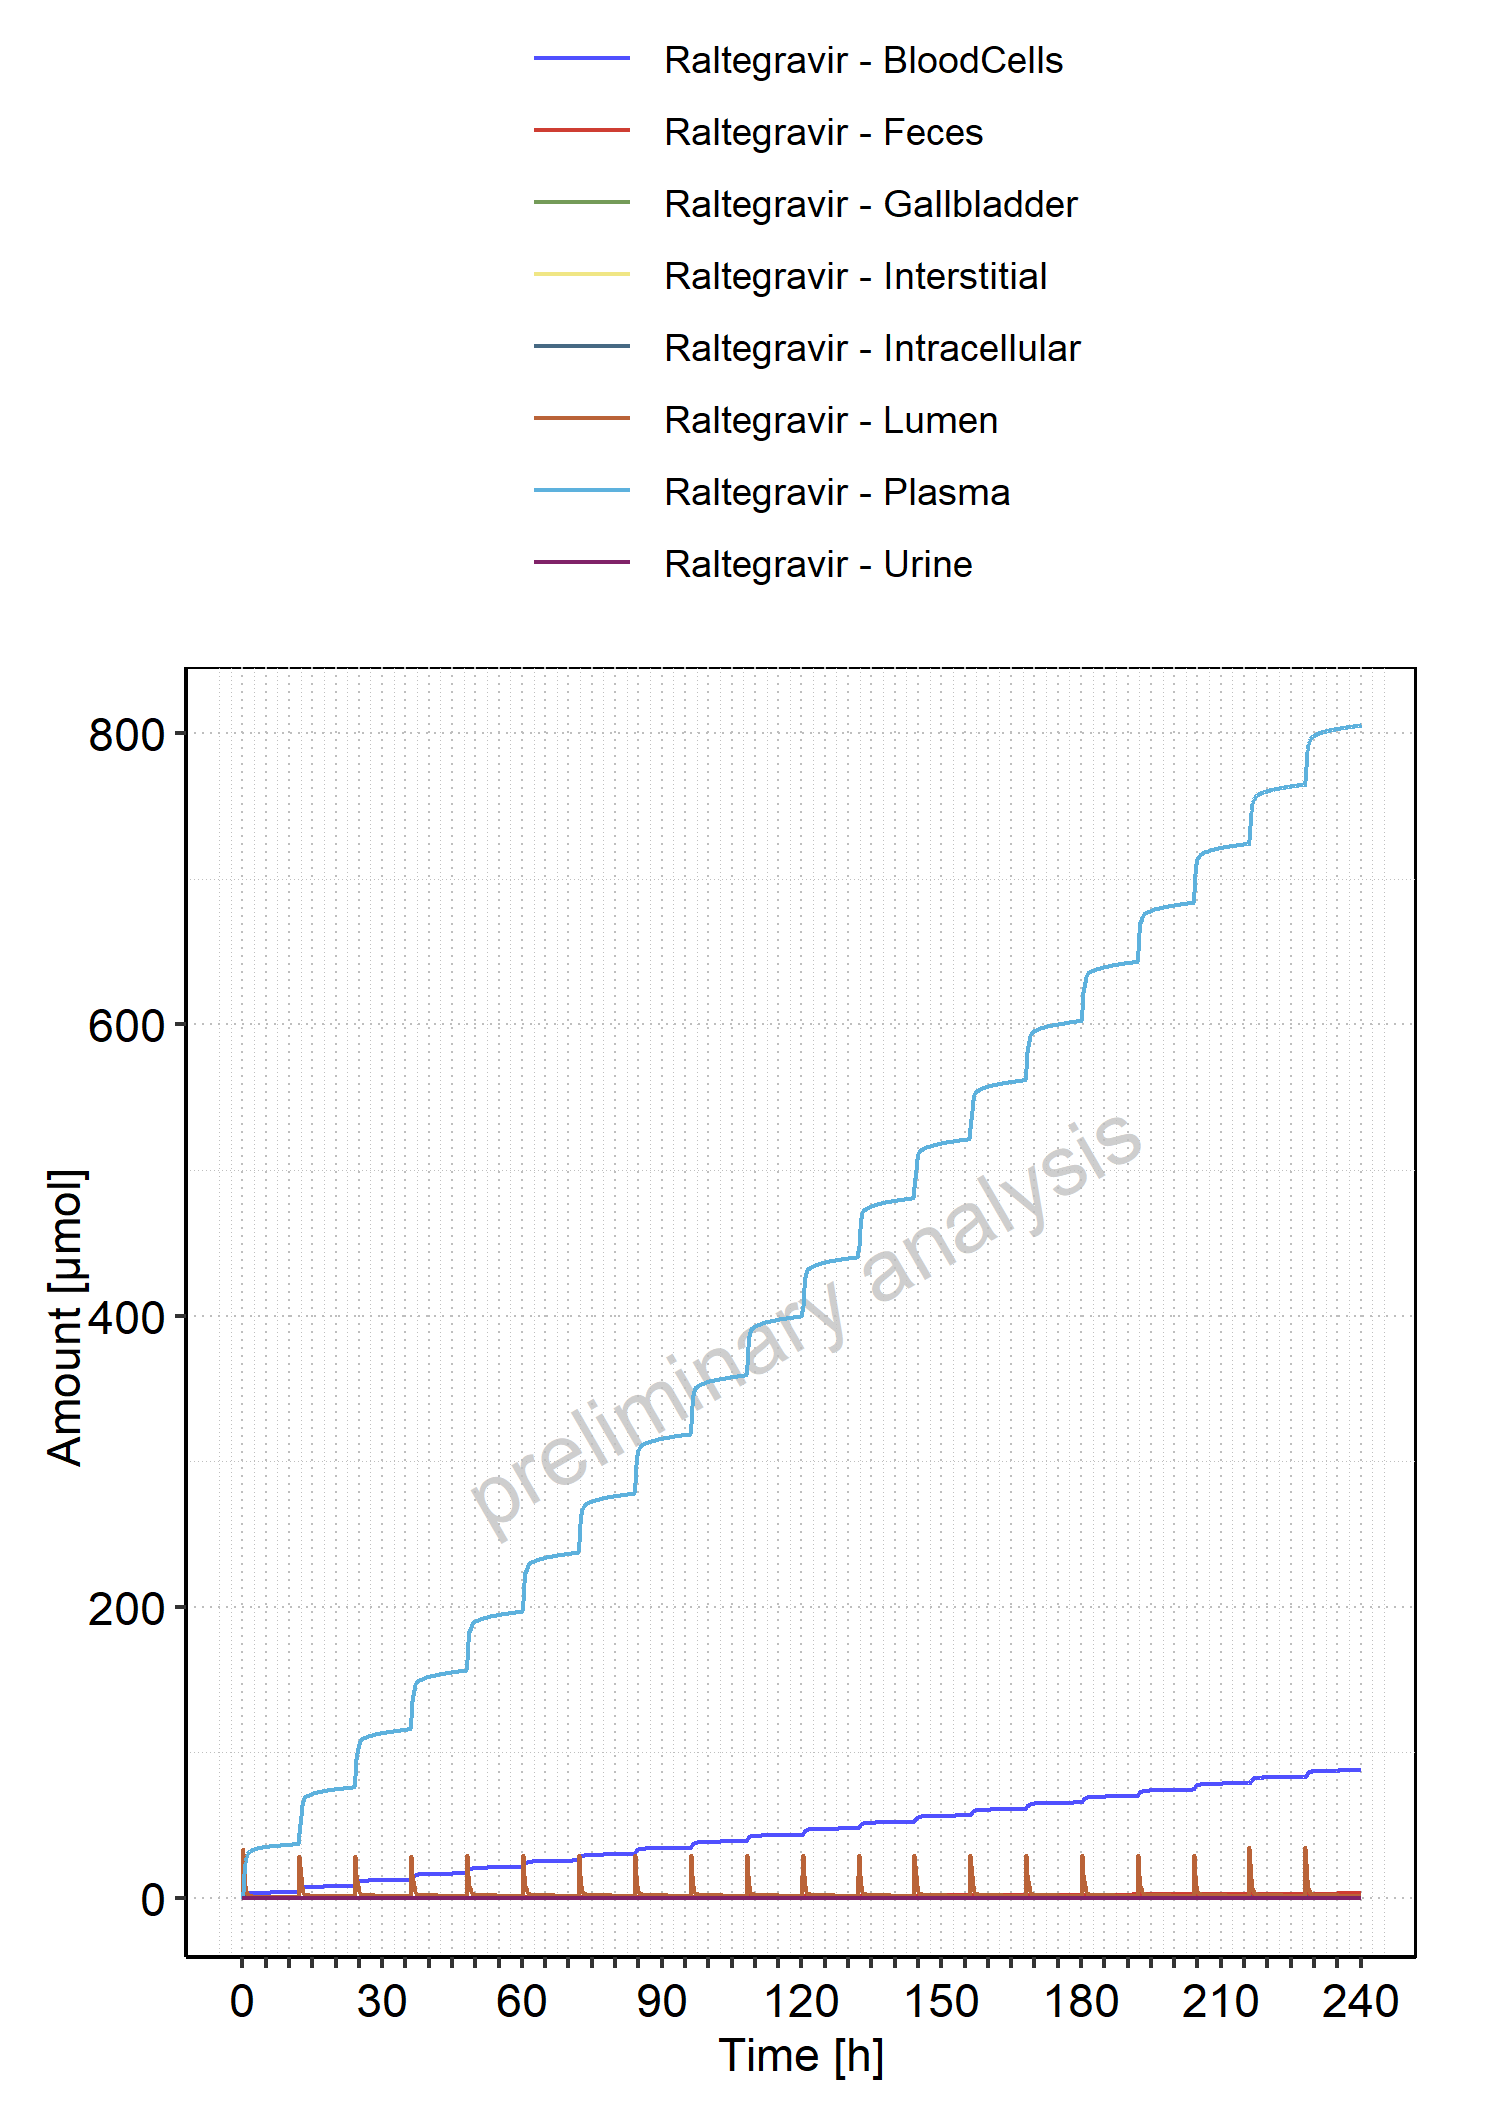 Raltegravir - BloodCells
Raltegravir - Feces
Raltegravir - Gallbladder
Raltegravir - Interstitial
Raltegravir - Intracellular
Raltegravir - Lumen
Raltegravir - Plasma
Raltegravir - Urine
800
600
400
200
0
Amount [µmol]
preliminary analysis
0 30 60 90 120 150 180 210 240
Time [h]